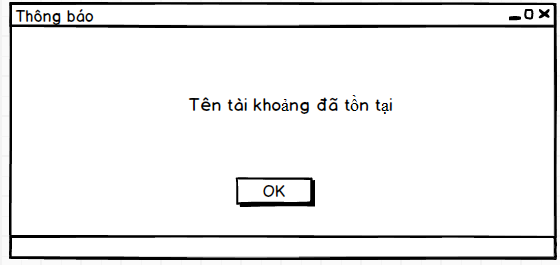 Thông báo
Tên tài khoảng đã tồn tại
OK